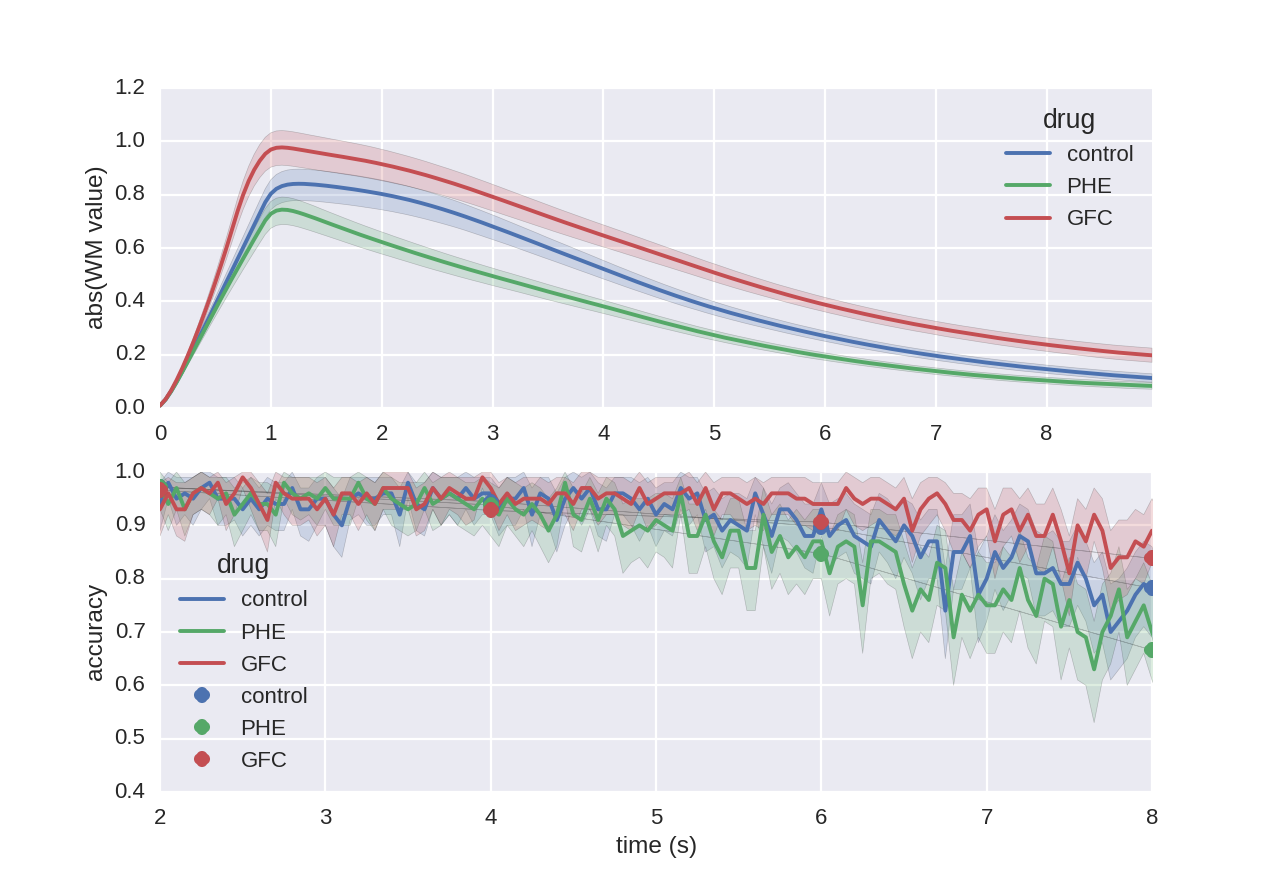 1.2
1.0
0.8
0.6
0.4
0.2
0.0
abs(WM value)
drug
control
PHE
GFC
0 1 2 3 4 5 6 7 8
1.0
0.9
0.8
0.7
0.6
0.5
0.4
accuracy
drug
control
PHE
GFC
control
PHE
GFC
2 3 4 5 6 7 8
time (s)